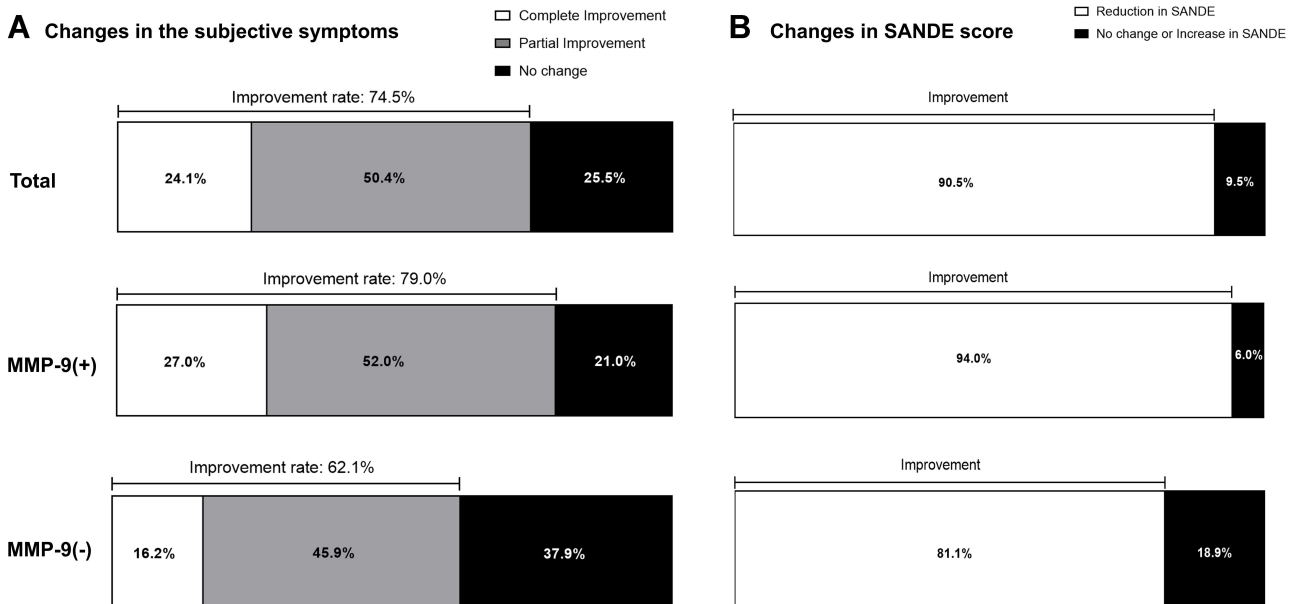 A Changes in the subjective symptoms
Complete Improvement
Partial Improvement
No change
Improvement rate: 74.5%
Total
24.1%
50.4%
25.5%
Improvement rate: 79.0%
MMP-9(+)
27.0%
52.0%
21.0%
Improvement rate: 62.1%
MMP-9(-)
16.2%
45.9%
37.9%
B Changes in SANDE score
Reduction in SANDE
No change or Increase in SANDE
Improvement
90.5%
9.5%
Improvement
94.0%
6.0%
Improvement
81.1%
18.9%